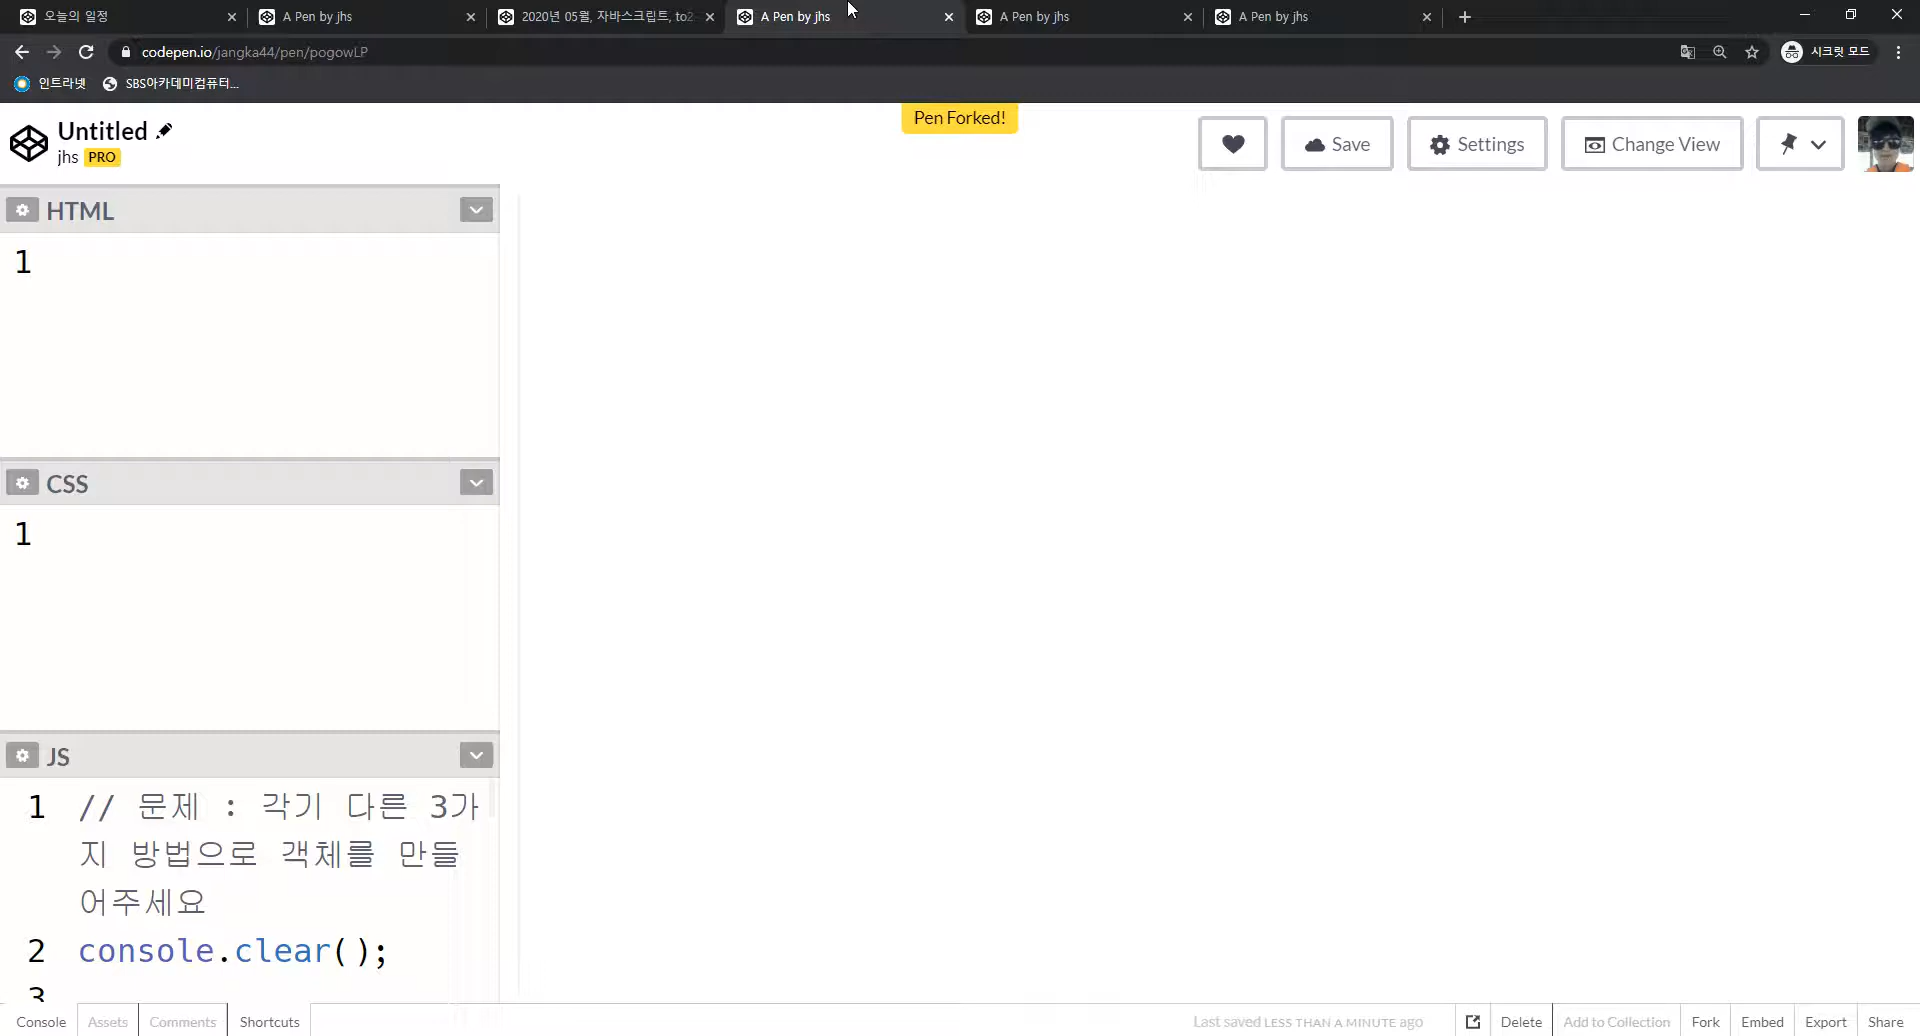 오늘의 일정
A Pen by jhs
2020년 05월, 자바스크립트, to2
A Pen by jhs
A Pen by jhs
A Pen by jhs
codepen.io/jangka44/pen/pogowLP
시크릿 모드
인트라넷
SBS아카데미컴퓨터...
Pen Forked!
Untitled
jhs PRO
Save
Settings
Change View
HTML
1
CSS
1
JS
1 // 문제 : 각기 다른 3가
지 방법으로 객체를 만들
어주세요
2 console.clear();
3
Console
Assets
Comments
Shortcuts
Last saved LESS THAN A MINUTE ago
Delete
Add to Collection
Fork
Embed
Export
Share